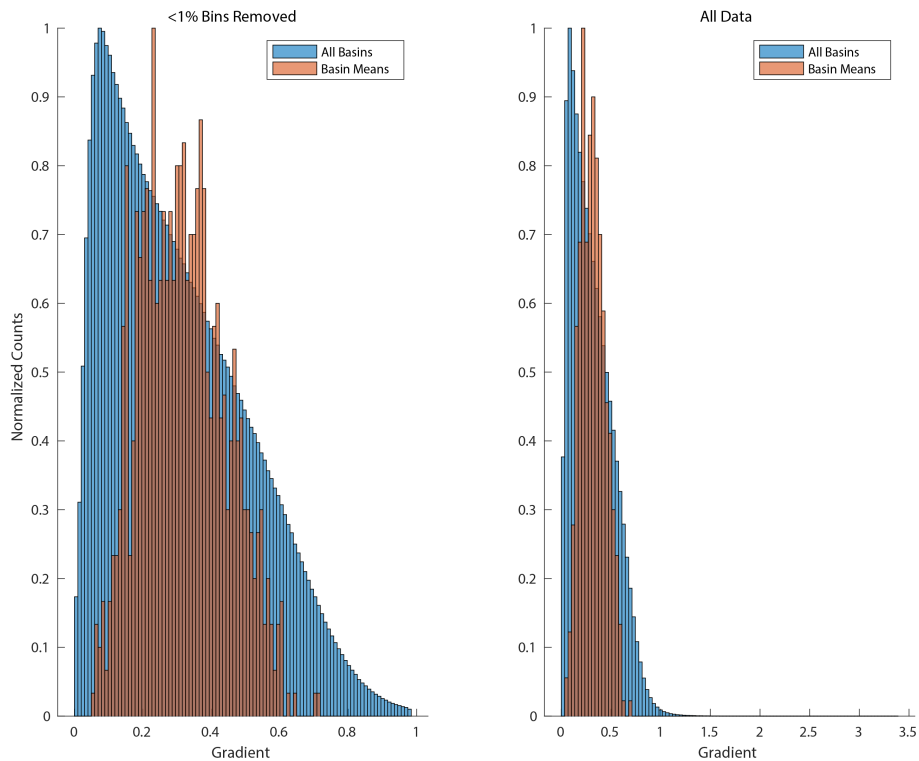 <1% Bins Removed
All Basins
Basin Means
Normalized Counts
1
0.9
0.8
0.7
0.6
0.5
0.4
0.3
0.2
0.1
0
0 0.2 0.4 0.6 0.8 1
Gradient
All Data
All Basins
Basin Means
1
0.9
0.8
0.7
0.6
0.5
0.4
0.3
0.2
0.1
0
0 0.5 1 1.5 2 2.5 3 3.5
Gradient